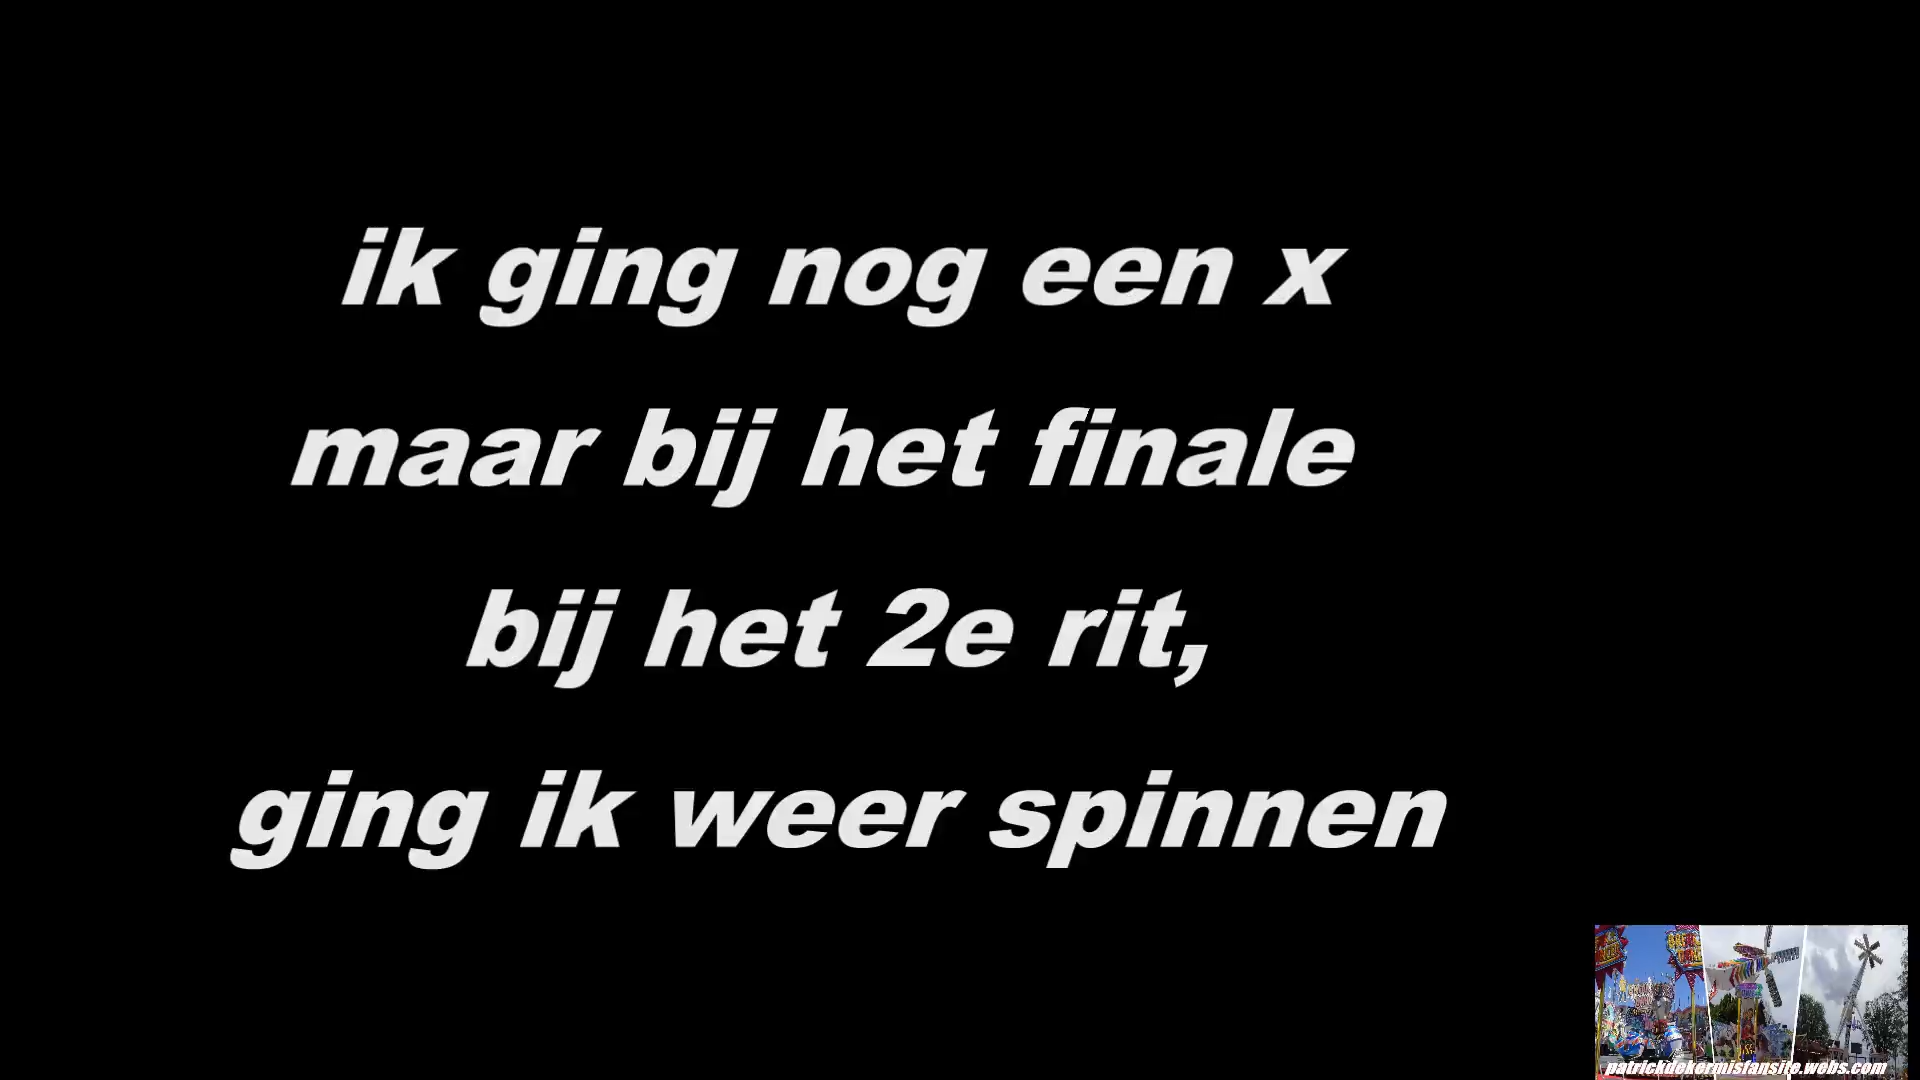 ik ging nog een x
maar bij het finale
bij het 2e rit,
ging ik weer spinnen
patrickdekermisfansite.webs.com